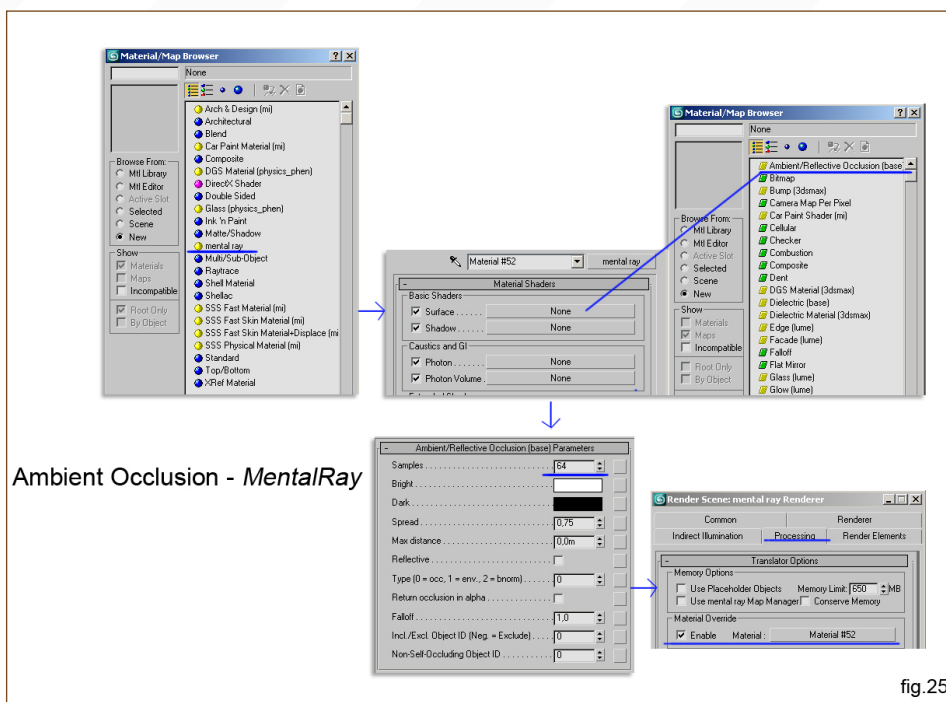 Material/Map Browser
None
Arch & Design (mi)
Architectural
Blend
Car Paint Material (mi)
Composite
DGS Material (physics_phen)
DirectX Shader
Double Sided
Glass (physics_phen)
Ink 'n Paint
Matte/Shadow
mental ray
Multi/Sub-Object
Raytrace
Shell Material
Shellac
SSS Fast Material (mi)
SSS Fast Skin Material (mi)
SSS Fast Skin Material+Displace (mi
SSS Physical Material (mi)
Standard
Top/Bottom
XRef Material
Browse From:
Mtl Library
Mtl Editor
Active Slot
Selected
Scene
New
Show
Materials
Maps
Incompatible
Root Only
By Object
Material #52 mental ray
- Material Shaders
Basic Shaders
Surface . . . . . . None
Shadow . . . . . . None
Caustics and GI
Photon . . . . . . . None
Photon Volume . None
Material/Map Browser
None
Ambient/Reflective Occlusion (base)
Bitmap
Bump (3dsmax)
Camera Map Per Pixel
Car Paint Shader (mi)
Cellular
Checker
Combustion
Composite
Dent
DGS Material (3dsmax)
Dielectric (base)
Dielectric Material (3dsmax)
Edge (lume)
Facade (lume)
Falloff
Flat Mirror
Glass (lume)
Glow (lume)
Browse From:
Mtl Library
Mtl Editor
Active Slot
Selected
Scene
New
Show
Materials
Maps
Incompatible
Root Only
By Object
Ambient Occlusion - MentalRay
- Ambient/Reflective Occlusion (base) Parameters
Samples 64
Bright
Dark
Spread 0,75
Max distance 0,0m
Reflective
Type (0 = occ, 1 = env., 2 = bnorm) 0
Return occlusion in alpha
Falloff 1,0
Incl./Excl. Object ID (Neg. = Exclude) 0
Non-Self-Occluding Object ID 0
Render Scene: mental ray Renderer
Common Renderer
Indirect Illumination Processing Render Elements
- Translator Options
Memory Options
Use Placeholder Objects Memory Limit: 650 MB
Use mental ray Map Manager Conserve Memory
Material Override
Enable Material : Material #52
fig.25